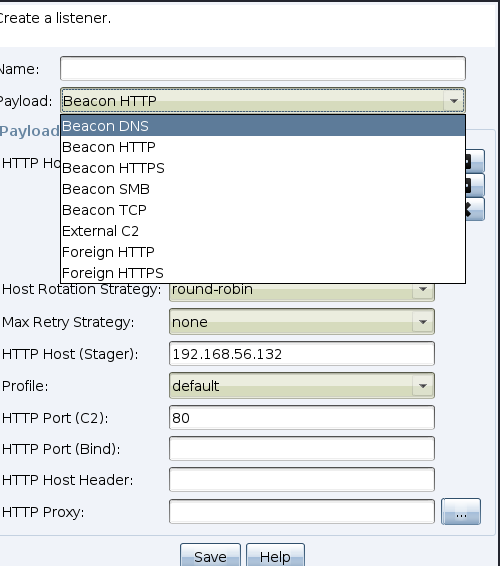 Create a listener.
Name:
Payload: Beacon HTTP
Payload
Beacon DNS
Beacon HTTP
HTTP Ho
Beacon HTTPS
Beacon SMB
Beacon TCP
External C2
Foreign HTTP
Foreign HTTPS
Host Rotation Strategy: round-robin
Max Retry Strategy: none
HTTP Host (Stager): 192.168.56.132
Profile: default
HTTP Port (C2): 80
HTTP Port (Bind):
HTTP Host Header:
HTTP Proxy: ...
Save Help